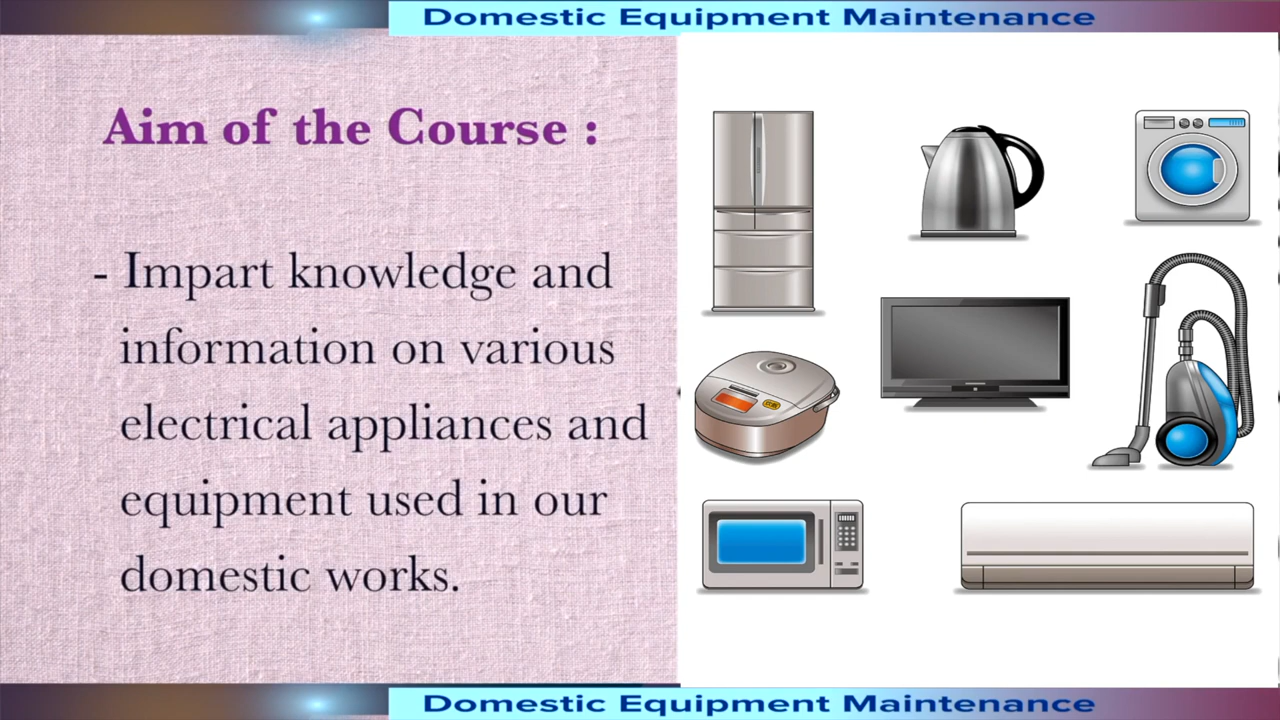 Domestic Equipment Maintenance
Aim of the Course :
- Impart knowledge and
information on various
electrical appliances and
equipment used in our
domestic works.
Domestic Equipment Maintenance